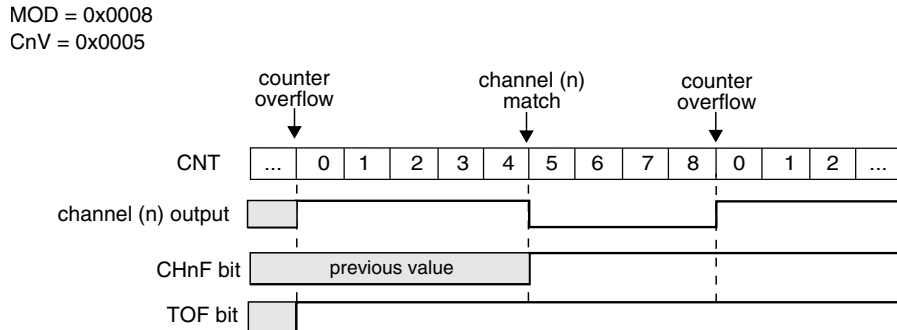 MOD = 0x0008
CnV = 0x0005
counter overflow
channel (n) match
counter overflow
CNT ... 0 1 2 3 4 5 6 7 8 0 1 2 ...
channel (n) output
CHnF bit previous value
TOF bit